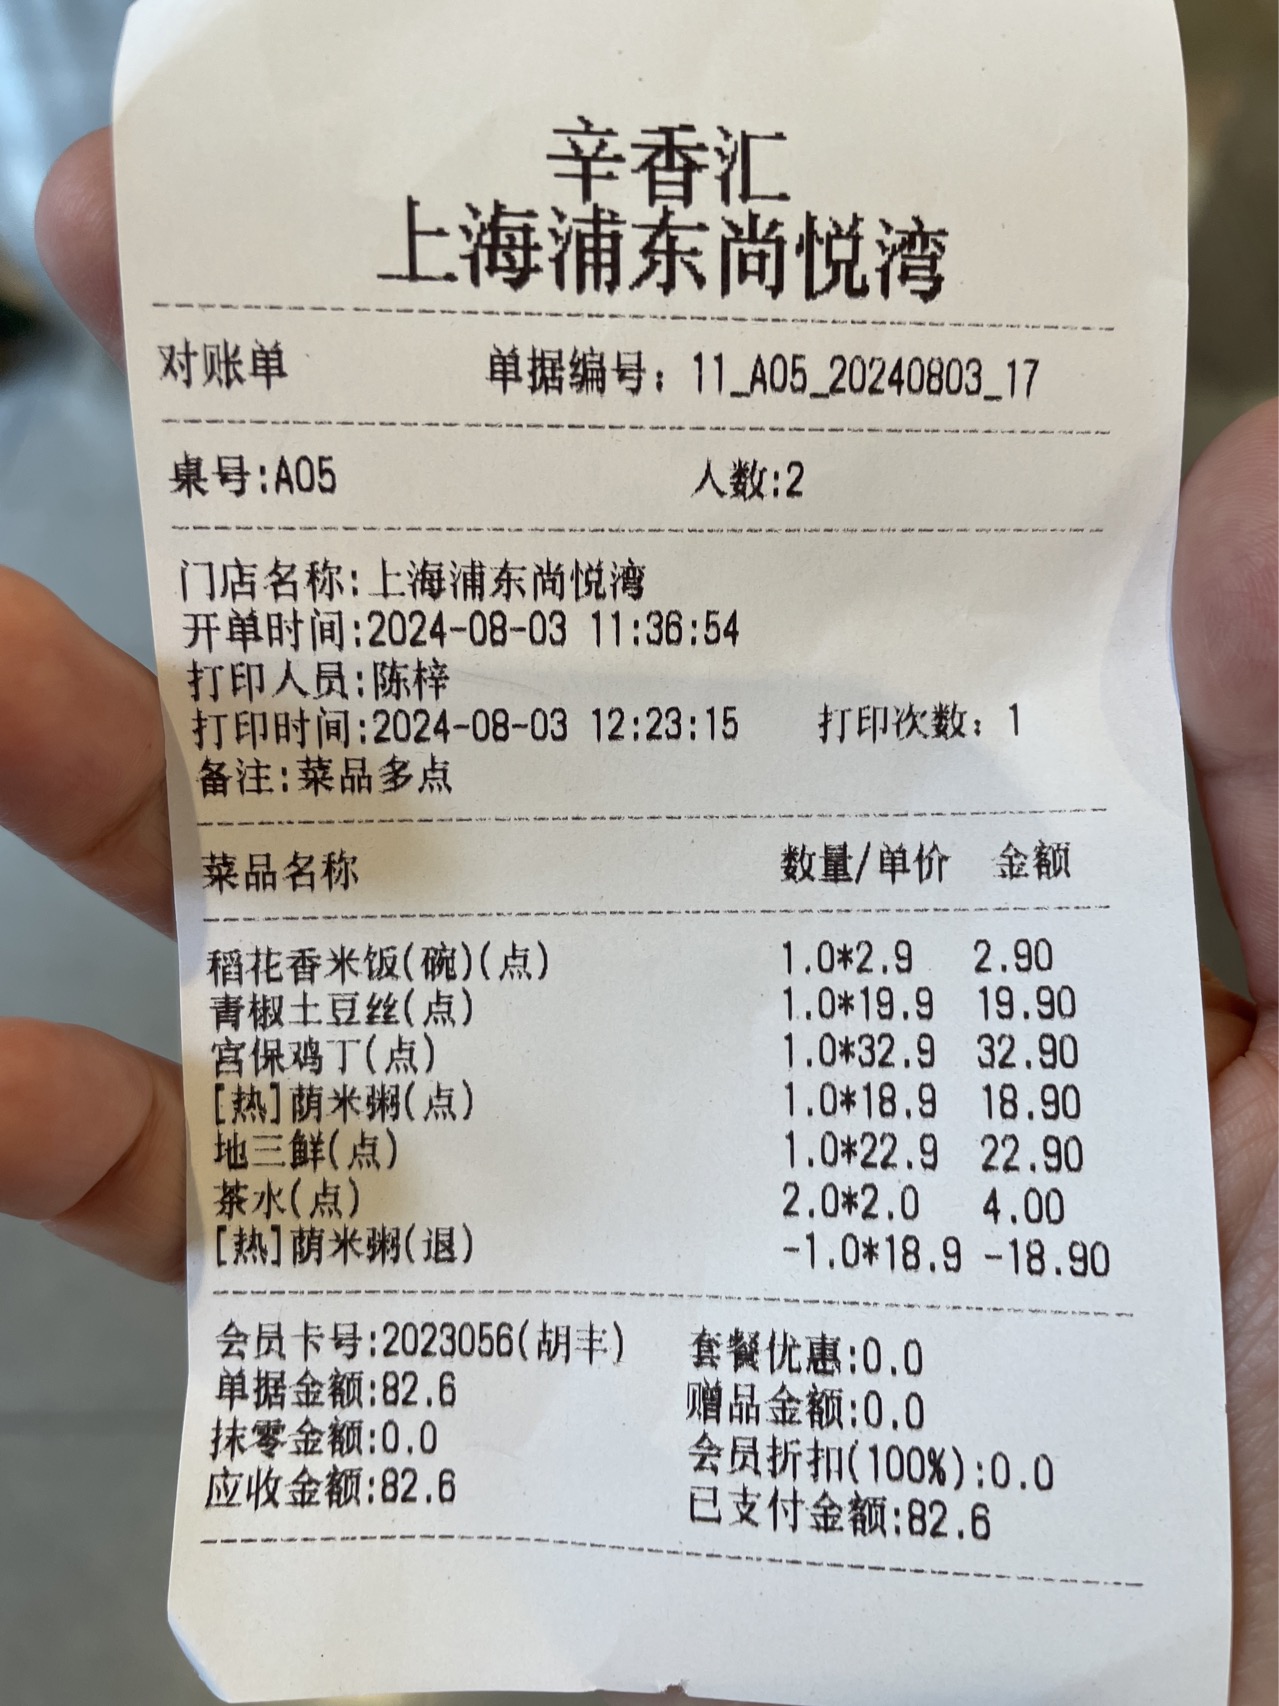 辛香汇
上海浦东尚悦湾
对账单 单据编号：11_A05_20240803_17
桌号:A05 人数:2
门店名称:上海浦东尚悦湾
开单时间:2024-08-03 11:36:54
打印人员:陈梓
打印时间:2024-08-03 12:23:15 打印次数：1
备注:菜品多点
菜品名称 数量/单价 金额
稻花香米饭(碗)(点) 1.0*2.9 2.90
青椒土豆丝(点) 1.0*19.9 19.90
宫保鸡丁(点) 1.0*32.9 32.90
[热]荫米粥(点) 1.0*18.9 18.90
地三鲜(点) 1.0*22.9 22.90
茶水(点) 2.0*2.0 4.00
[热]荫米粥(退) -1.0*18.9 -18.90
会员卡号:2023056(胡丰) 套餐优惠:0.0
单据金额:82.6 赠品金额:0.0
抹零金额:0.0 会员折扣(100%):0.0
应收金额:82.6 已支付金额:82.6